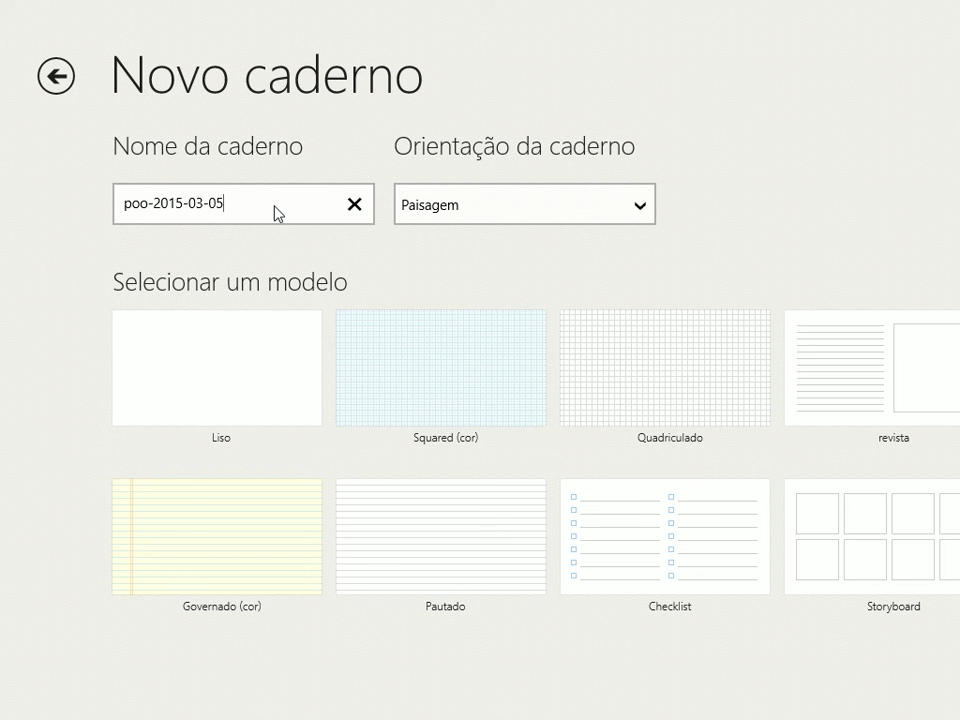 Novo caderno
Nome da caderno
Orientação da caderno
poo-2015-03-05
Paisagem
Selecionar um modelo
Liso
Squared (cor)
Quadriculado
revista
Governado (cor)
Pautado
Checklist
Storyboard